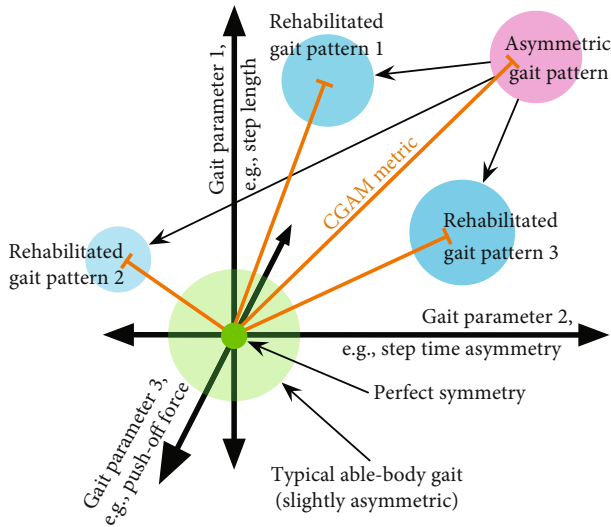 Rehabilitated
gait pattern 1
Asymmetric
gait pattern
Gait parameter 1,
e.g., step length
CGAM metric
Rehabilitated
gait pattern 2
Rehabilitated
gait pattern 3
Gait parameter 2,
e.g., step time asymmetry
Perfect symmetry
Gait parameter 3,
e.g., push-off force
Typical able-body gait
(slightly asymmetric)